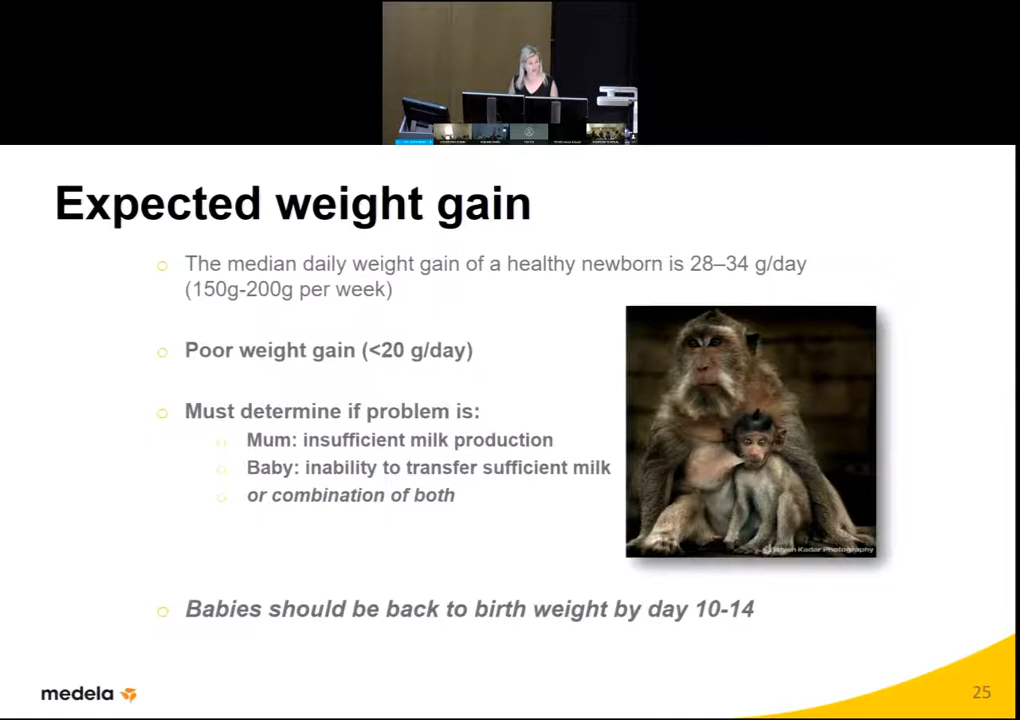 Expected weight gain
The median daily weight gain of a healthy newborn is 28–34 g/day
(150g-200g per week)
Poor weight gain (<20 g/day)
Must determine if problem is:
Mum: insufficient milk production
Baby: inability to transfer sufficient milk
or combination of both
Kadar Photography
Babies should be back to birth weight by day 10-14
medela
25